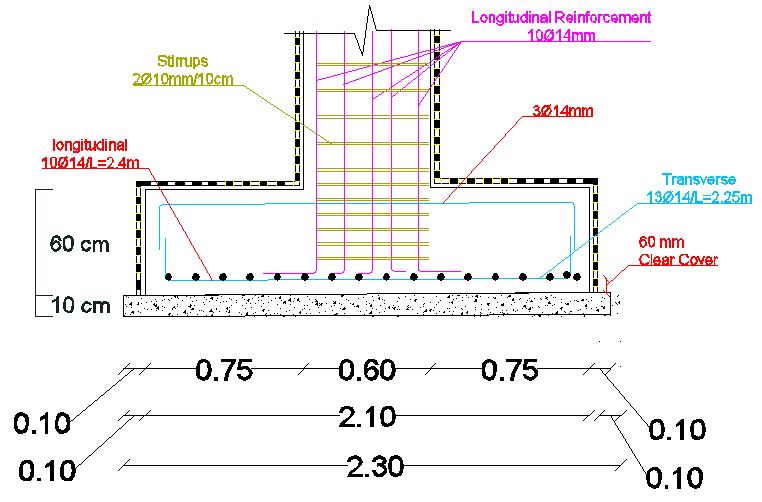 Longitudinal Reinforcement
10Ø14mm
Stirrups
2Ø10mm/10cm
3Ø14mm
longitudinal
10Ø14/L=2.4m
Transverse
13Ø14/L=2.25m
60 cm
60 mm
Clear Cover
10 cm
0.75 0.60 0.75
0.10 2.10 0.10
0.10 2.30 0.10